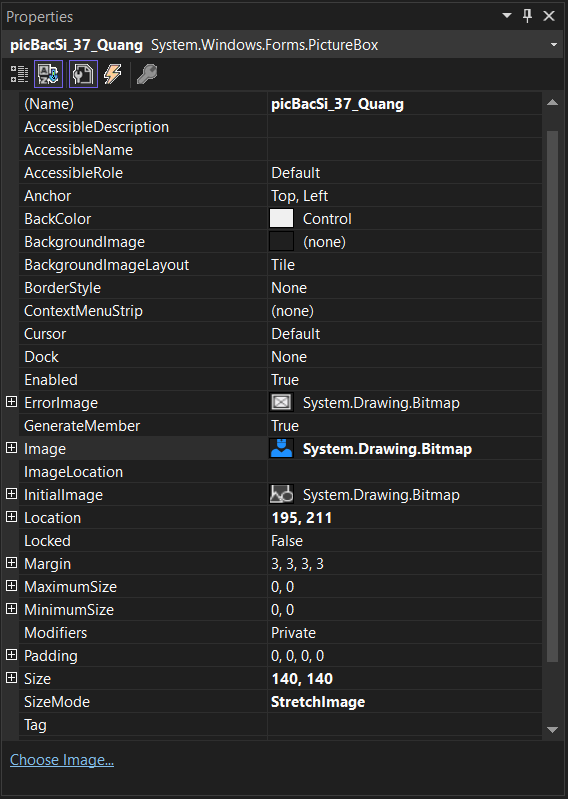 Properties
picBacSi_37_Quang System.Windows.Forms.PictureBox
(Name) picBacSi_37_Quang
AccessibleDescription
AccessibleName
AccessibleRole Default
Anchor Top, Left
BackColor Control
BackgroundImage (none)
BackgroundImageLayout Tile
BorderStyle None
ContextMenuStrip (none)
Cursor Default
Dock None
Enabled True
ErrorImage System.Drawing.Bitmap
GenerateMember True
Image System.Drawing.Bitmap
ImageLocation
InitialImage System.Drawing.Bitmap
Location 195, 211
Locked False
Margin 3, 3, 3, 3
MaximumSize 0, 0
MinimumSize 0, 0
Modifiers Private
Padding 0, 0, 0, 0
Size 140, 140
SizeMode StretchImage
Tag
Choose Image...